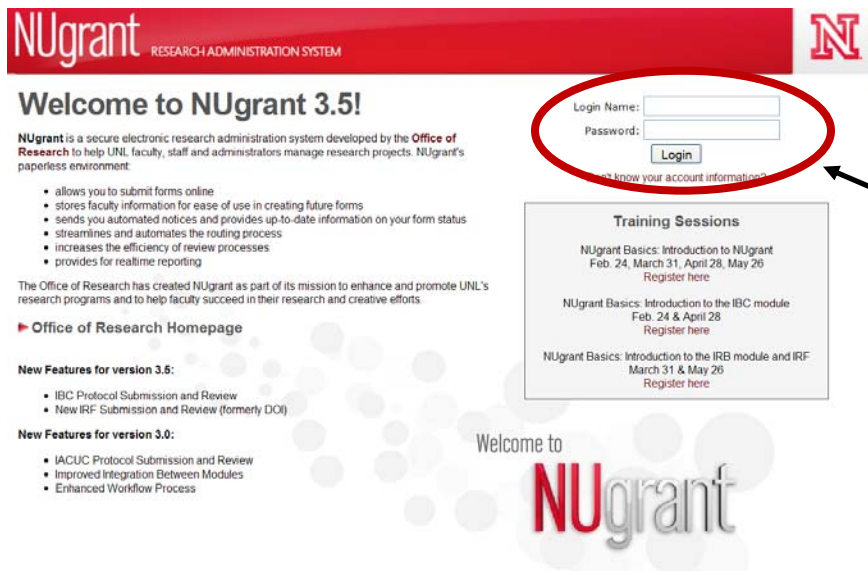 NUgrant RESEARCH ADMINISTRATION SYSTEM
N
Welcome to NUgrant 3.5!
NUgrant is a secure electronic research administration system developed by the Office of
Research to help UNL faculty, staff and administrators manage research projects. NUgrant's
paperless environment:
• allows you to submit forms online
• stores faculty information for ease of use in creating future forms
• sends you automated notices and provides up-to-date information on your form status
• streamlines and automates the routing process
• increases the efficiency of review processes
• provides for realtime reporting
The Office of Research has created NUgrant as part of its mission to enhance and promote UNL's
research programs and to help faculty succeed in their research and creative efforts.
Office of Research Homepage
New Features for version 3.5:
• IBC Protocol Submission and Review
• New IRF Submission and Review (formerly DOI)
New Features for version 3.0:
• IACUC Protocol Submission and Review
• Improved Integration Between Modules
• Enhanced Workflow Process
Login Name:
Password:
Login
Don't know your account information?
Training Sessions
NUgrant Basics: Introduction to NUgrant
Feb. 24, March 31, April 28, May 26
Register here
NUgrant Basics: Introduction to the IBC module
Feb. 24 & April 28
Register here
NUgrant Basics: Introduction to the IRB module and IRF
March 31 & May 26
Register here
Welcome to
NUgrant